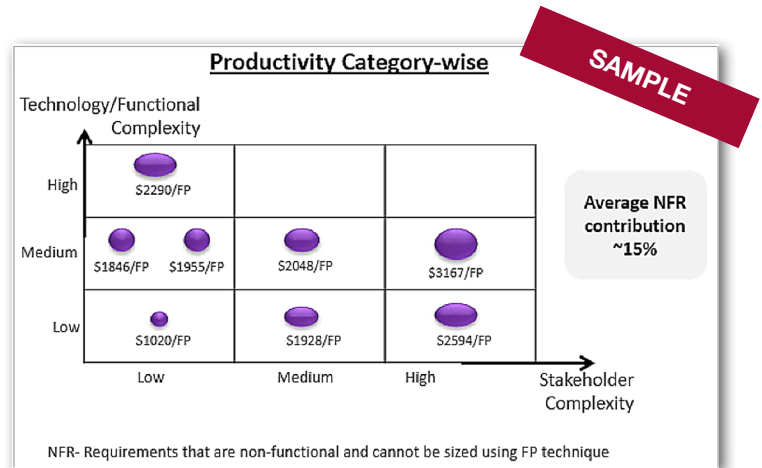 Productivity Category-wise
SAMPLE
Technology/Functional
Complexity
High
$2290/FP
Average NFR
contribution
~15%
Medium
$1846/FP
$1955/FP
$2048/FP
$3167/FP
Low
$1020/FP
$1928/FP
$2594/FP
Low
Medium
High
Stakeholder
Complexity
NFR- Requirements that are non-functional and cannot be sized using FP technique